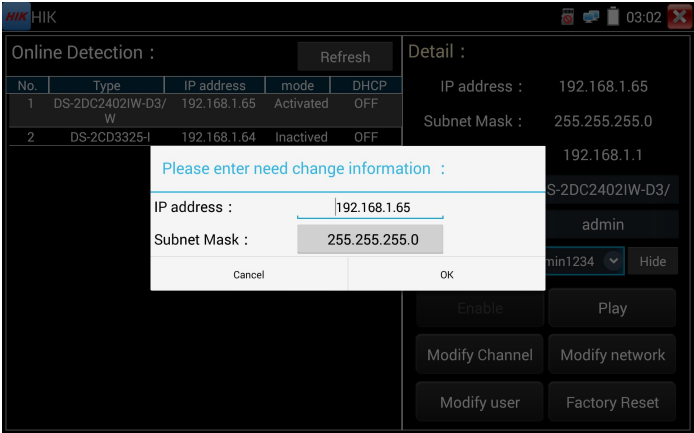 HIK HIK 03:02
Online Detection：
Refresh
No. Type IP address mode DHCP
1 DS-2DC2402IW-D3/ 192.168.1.65 Activated OFF
W
2 DS-2CD3325-I 192.168.1.64 Inactived OFF
Detail：
IP address： 192.168.1.65
Subnet Mask： 255.255.255.0
192.168.1.1
S-2DC2402IW-D3/
admin
min1234 Hide
Enable Play
Modify Channel Modify network
Modify user Factory Reset
Please enter need change information ：
IP address： 192.168.1.65
Subnet Mask： 255.255.255.0
Cancel OK